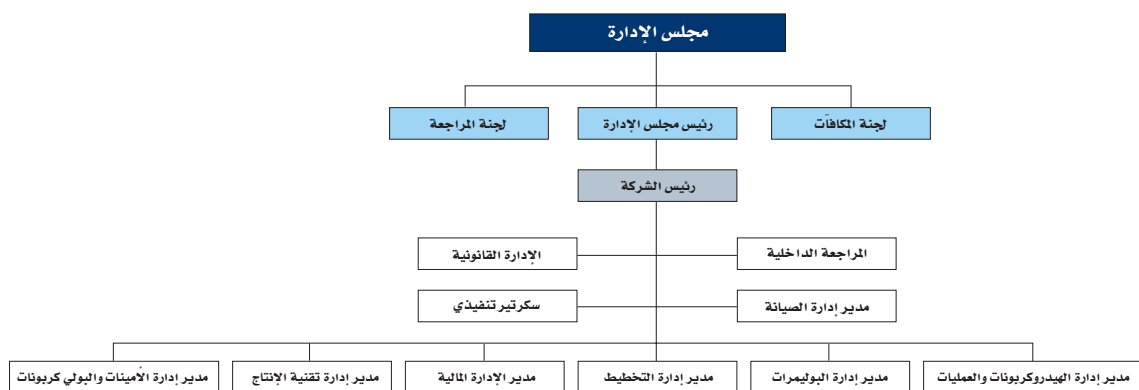 مجلس الإدارة
لجنة المكافآت
رئيس مجلس الإدارة
لجنة المراجعة
رئيس الشركة
المراجعة الداخلية
الإدارة القانونية
مدير إدارة الصيانة
سكرتير تنفيذي
مدير إدارة الهيدروكربونات والعمليات
مدير إدارة البوليمرات
مدير إدارة التخطيط
مدير الإدارة المالية
مدير إدارة تقنية الإنتاج
مدير إدارة الأمينات والبولي كربونات